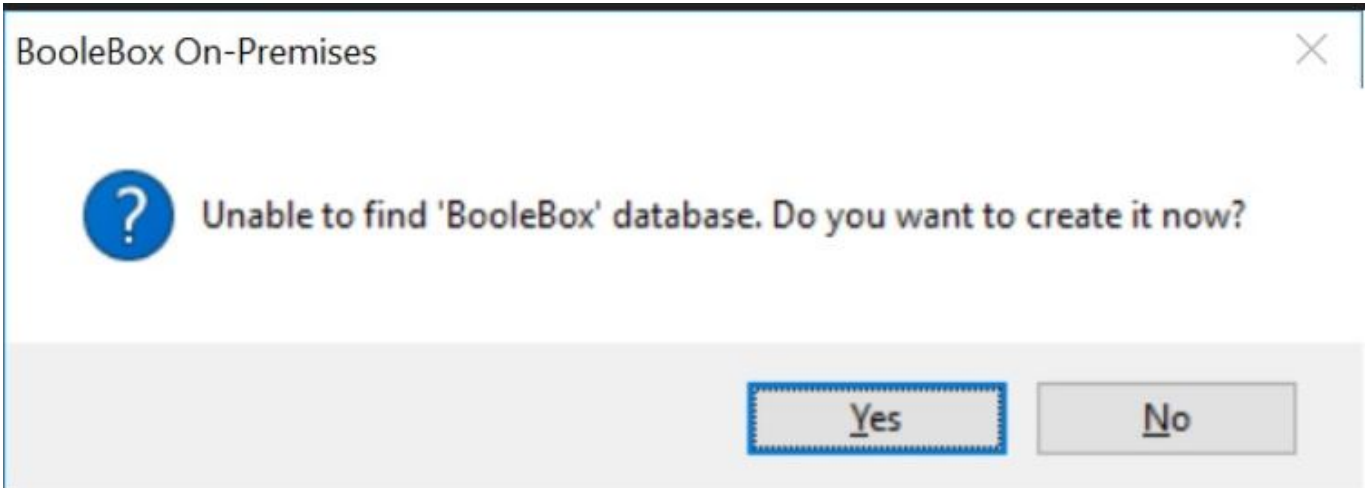 BooleBox On-Premises
?
Unable to find 'BooleBox' database. Do you want to create it now?
Yes
No